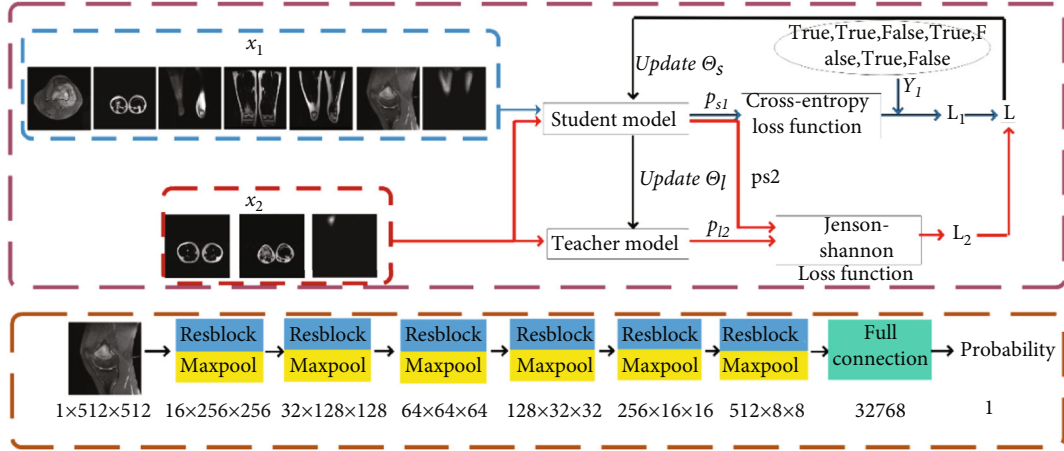 x₁
True,True,False,True,F
alse,True,False
Update Θₛ
Y₁
pₛ₁
Cross-entropy
loss function
Student model
L₁
L
Update Θₗ
ps2
x₂
Teacher model
pₗ₂
Jenson-
shannon
Loss function
L₂
Resblock Resblock Resblock Resblock Resblock Resblock
Full
connection
Maxpool Maxpool Maxpool Maxpool Maxpool Maxpool
Probability
1×512×512 16×256×256 32×128×128 64×64×64 128×32×32 256×16×16 512×8×8 32768 1